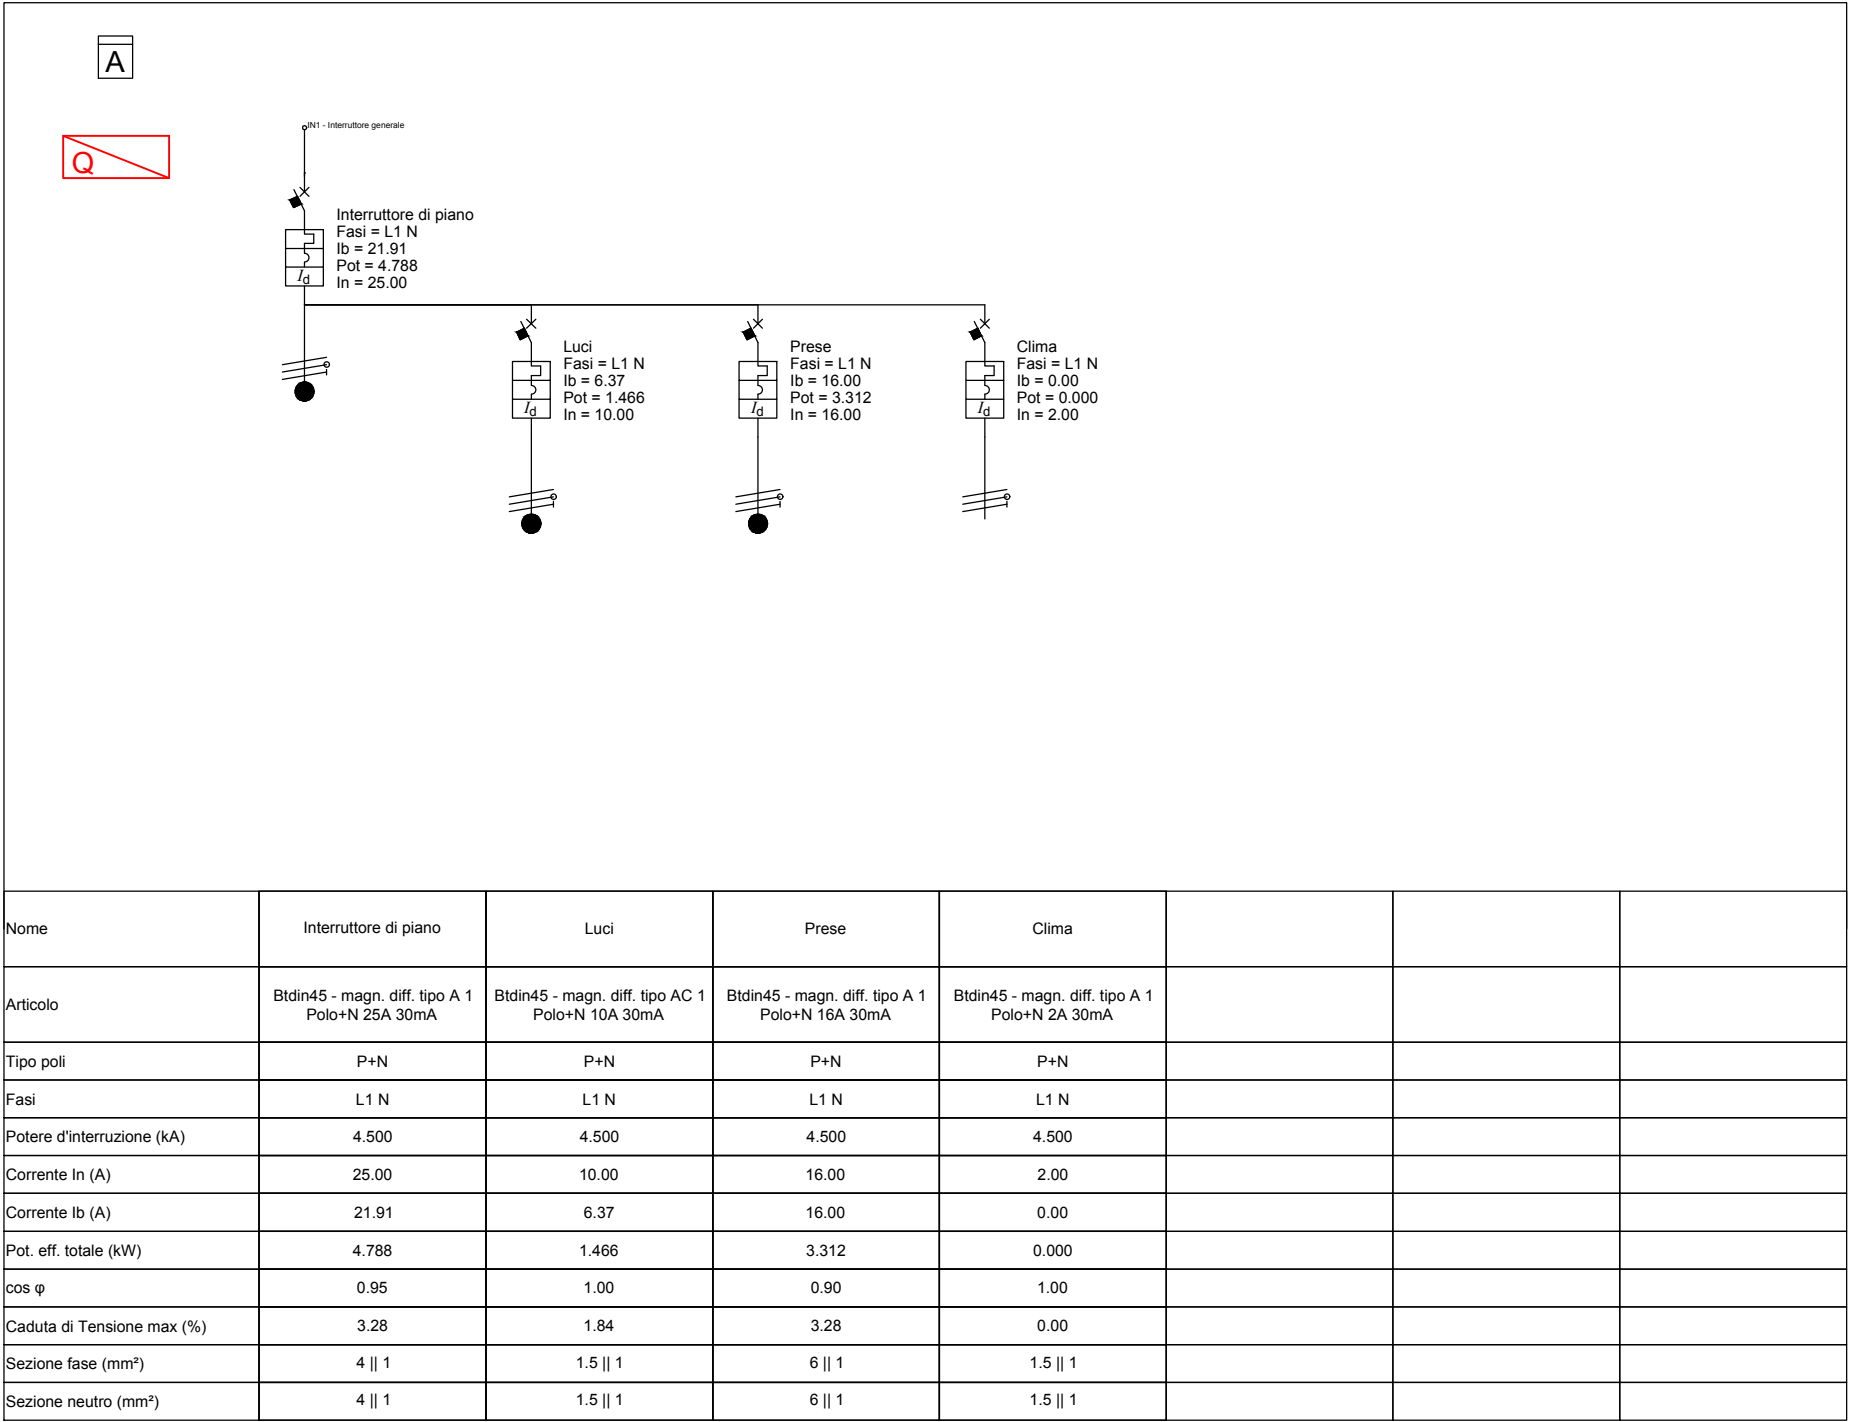 A
Q
IN1 - Interruttore generale
Interruttore di piano
Fasi = L1 N
Ib = 21.91
Pot = 4.788
In = 25.00
Id
Luci
Fasi = L1 N
Ib = 6.37
Pot = 1.466
In = 10.00
Id
Prese
Fasi = L1 N
Ib = 16.00
Pot = 3.312
In = 16.00
Id
Clima
Fasi = L1 N
Ib = 0.00
Pot = 0.000
In = 2.00
Id
Nome Interruttore di piano Luci Prese Clima
Articolo Btdin45 - magn. diff. tipo A 1 Polo+N 25A 30mA Btdin45 - magn. diff. tipo AC 1 Polo+N 10A 30mA Btdin45 - magn. diff. tipo A 1 Polo+N 16A 30mA Btdin45 - magn. diff. tipo A 1 Polo+N 2A 30mA
Tipo poli P+N P+N P+N P+N
Fasi L1 N L1 N L1 N L1 N
Potere d'interruzione (kA) 4.500 4.500 4.500 4.500
Corrente In (A) 25.00 10.00 16.00 2.00
Corrente Ib (A) 21.91 6.37 16.00 0.00
Pot. eff. totale (kW) 4.788 1.466 3.312 0.000
cos φ 0.95 1.00 0.90 1.00
Caduta di Tensione max (%) 3.28 1.84 3.28 0.00
Sezione fase (mm²) 4 || 1 1.5 || 1 6 || 1 1.5 || 1
Sezione neutro (mm²) 4 || 1 1.5 || 1 6 || 1 1.5 || 1